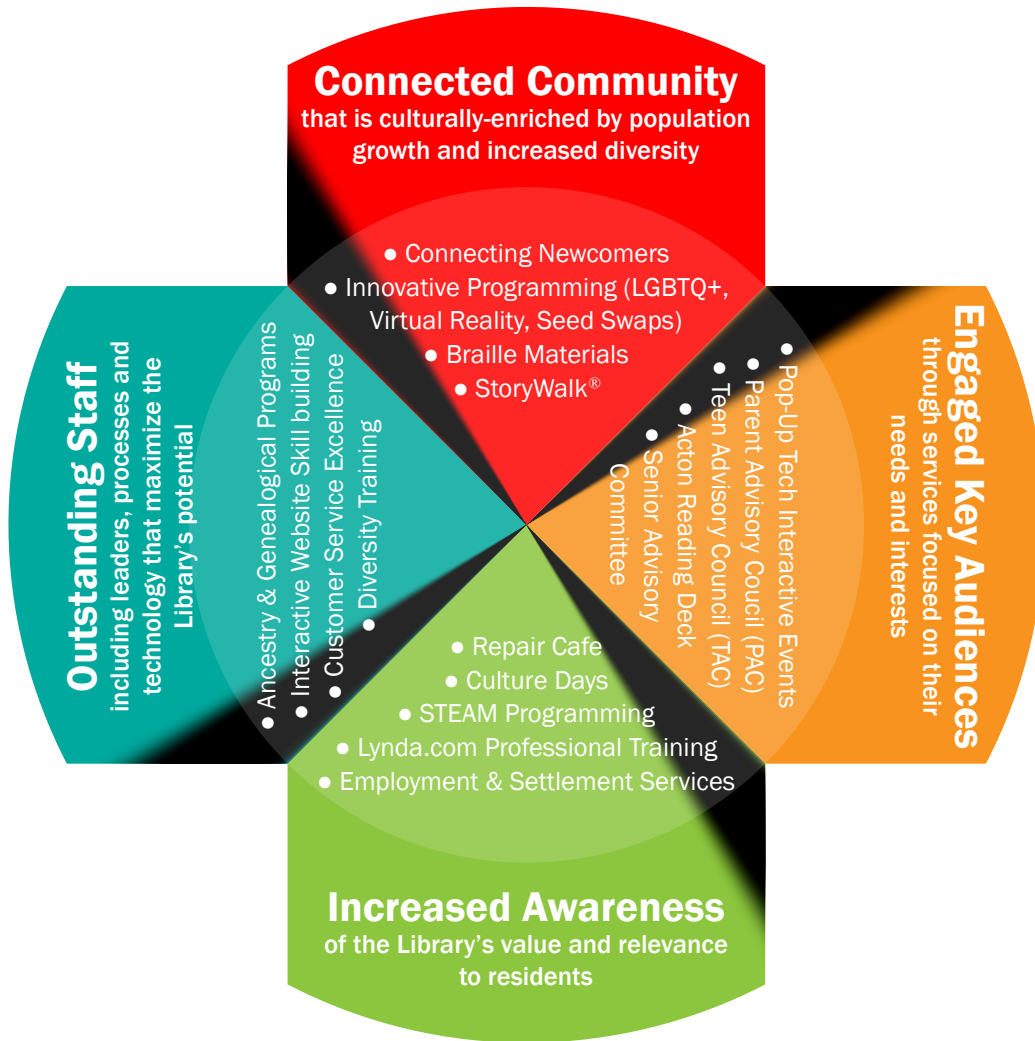 Connected Community
that is culturally-enriched by population
growth and increased diversity
● Connecting Newcomers
● Innovative Programming (LGBTQ+,
Virtual Reality, Seed Swaps)
● Braille Materials
● StoryWalk®
Engaged Key Audiences
through services focused on their
needs and interests
● Pop-Up Tech Interactive Events
● Parent Advisory Coucil (PAC)
● Teen Advisory Council (TAC)
● Acton Reading Deck
● Senior Advisory
Committee
Outstanding Staff
including leaders, processes and
technology that maximize the
Library's potential
● Ancestry & Genealogical Programs
● Interactive Website Skill building
● Customer Service Excellence
● Diversity Training
● Repair Cafe
● Culture Days
● STEAM Programming
● Lynda.com Professional Training
● Employment & Settlement Services
Increased Awareness
of the Library's value and relevance
to residents